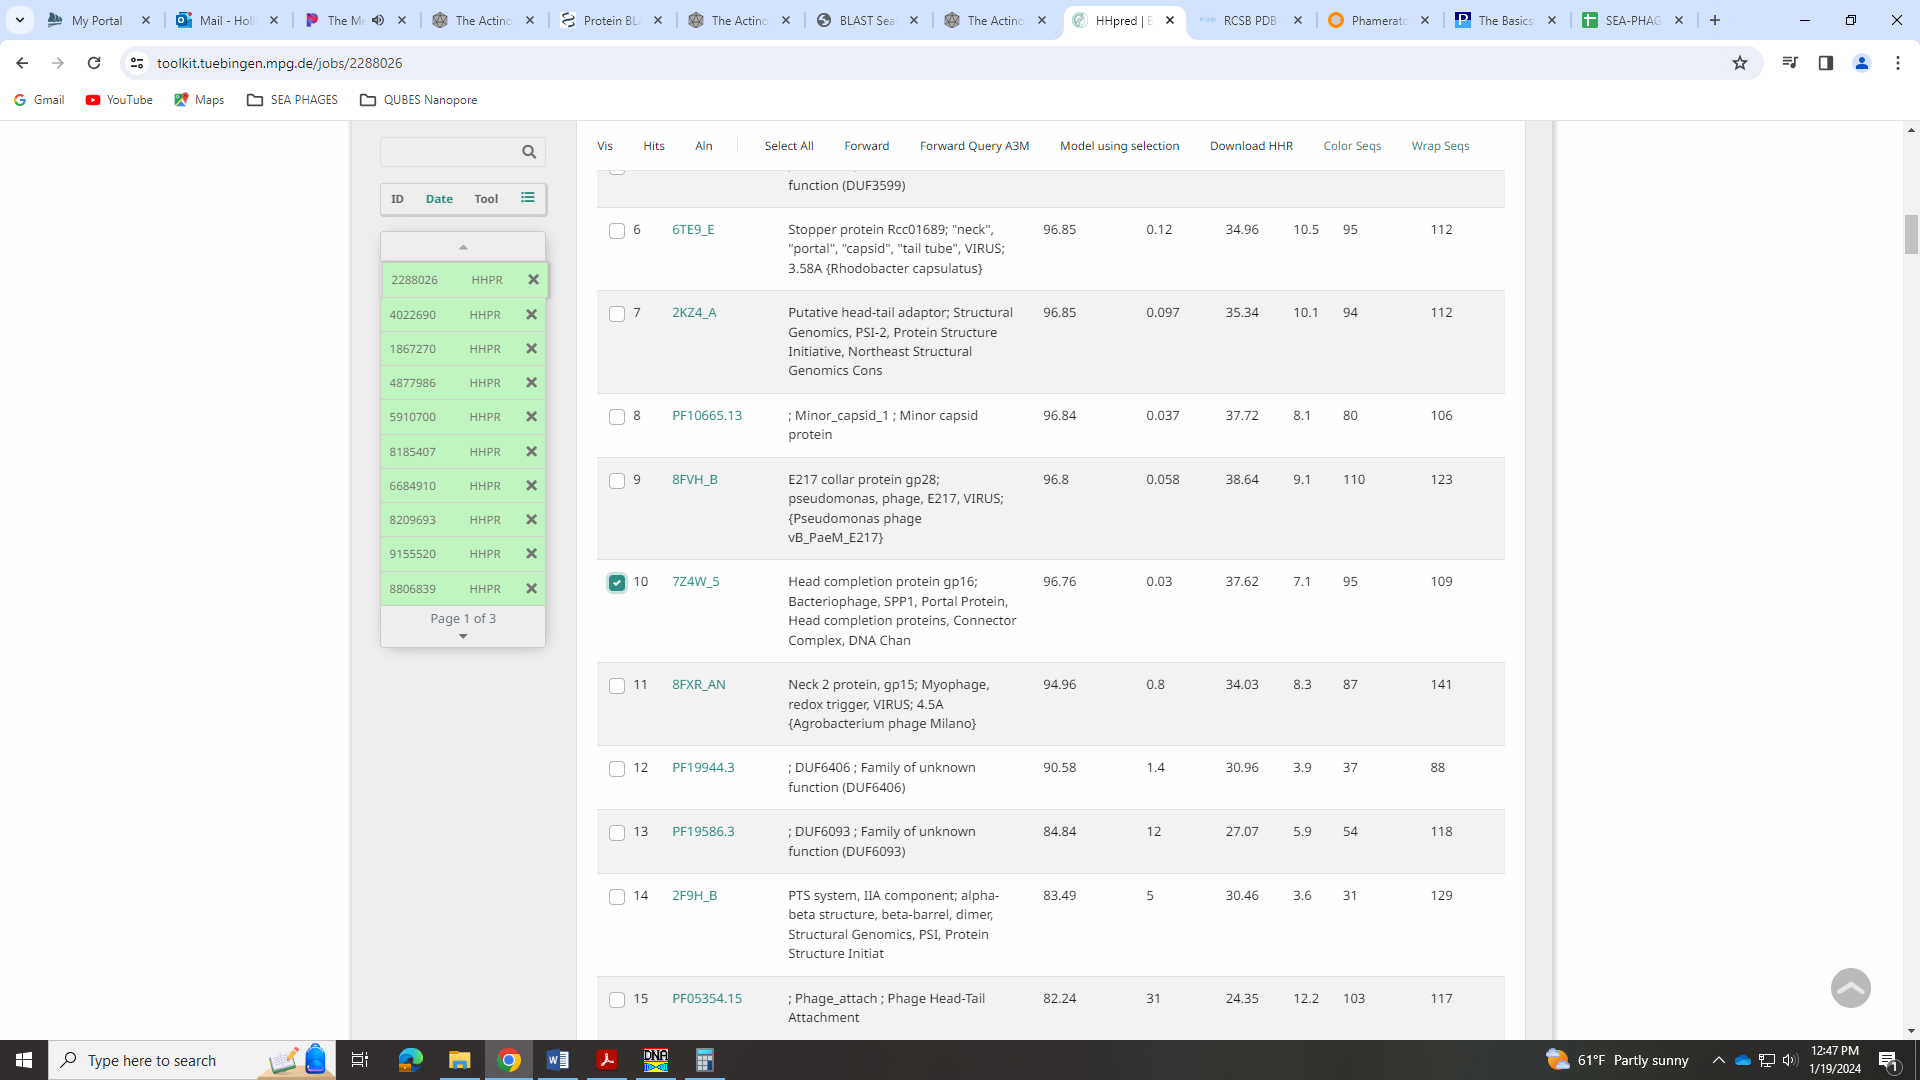 My Portal
Mail - Holl
The Me
The Actino
Protein BL
The Actino
BLAST Sea
The Actino
HHpred | B
RCSB PDB
Phamerato
The Basics
SEA-PHAG
toolkit.tuebingen.mpg.de/jobs/2288026
Gmail
YouTube
Maps
SEA PHAGES
QUBES Nanopore
Vis Hits Aln Select All Forward Forward Query A3M Model using selection Download HHR Color Seqs Wrap Seqs
ID Date Tool
2288026 HHPR
4022690 HHPR
1867270 HHPR
4877986 HHPR
5910700 HHPR
8185407 HHPR
6684910 HHPR
8209693 HHPR
9155520 HHPR
8806839 HHPR
Page 1 of 3
function (DUF3599)
6 6TE9_E Stopper protein Rcc01689; "neck", 96.85 0.12 34.96 10.5 95 112
"portal", "capsid", "tail tube", VIRUS;
3.58A {Rhodobacter capsulatus}
7 2KZ4_A Putative head-tail adaptor; Structural 96.85 0.097 35.34 10.1 94 112
Genomics, PSI-2, Protein Structure
Initiative, Northeast Structural
Genomics Cons
8 PF10665.13 ; Minor_capsid_1 ; Minor capsid 96.84 0.037 37.72 8.1 80 106
protein
9 8FVH_B E217 collar protein gp28; 96.8 0.058 38.64 9.1 110 123
pseudomonas, phage, E217, VIRUS;
{Pseudomonas phage
vB_PaeM_E217}
10 7Z4W_5 Head completion protein gp16; 96.76 0.03 37.62 7.1 95 109
Bacteriophage, SPP1, Portal Protein,
Head completion proteins, Connector
Complex, DNA Chan
11 8FXR_AN Neck 2 protein, gp15; Myophage, 94.96 0.8 34.03 8.3 87 141
redox trigger, VIRUS; 4.5A
{Agrobacterium phage Milano}
12 PF19944.3 ; DUF6406 ; Family of unknown 90.58 1.4 30.96 3.9 37 88
function (DUF6406)
13 PF19586.3 ; DUF6093 ; Family of unknown 84.84 12 27.07 5.9 54 118
function (DUF6093)
14 2F9H_B PTS system, IIA component; alpha- 83.49 5 30.46 3.6 31 129
beta structure, beta-barrel, dimer,
Structural Genomics, PSI, Protein
Structure Initiat
15 PF05354.15 ; Phage_attach ; Phage Head-Tail 82.24 31 24.35 12.2 103 117
Attachment
Type here to search
DNA
61°F Partly sunny
12:47 PM
1/19/2024
1